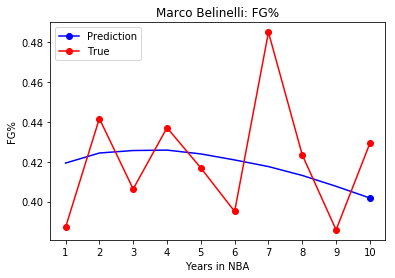 Marco Belinelli: FG%
Prediction
True
FG%
0.48
0.46
0.44
0.42
0.40
1 2 3 4 5 6 7 8 9 10
Years in NBA